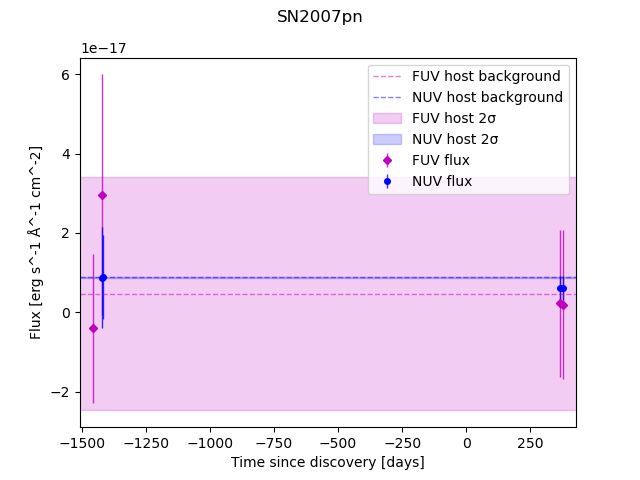 SN2007pn
1e−17
FUV host background
NUV host background
FUV host 2σ
NUV host 2σ
FUV flux
NUV flux
6
4
2
0
−2
Flux [erg s^-1 Å^-1 cm^-2]
−1500
−1250
−1000
−750
−500
−250
0
250
Time since discovery [days]